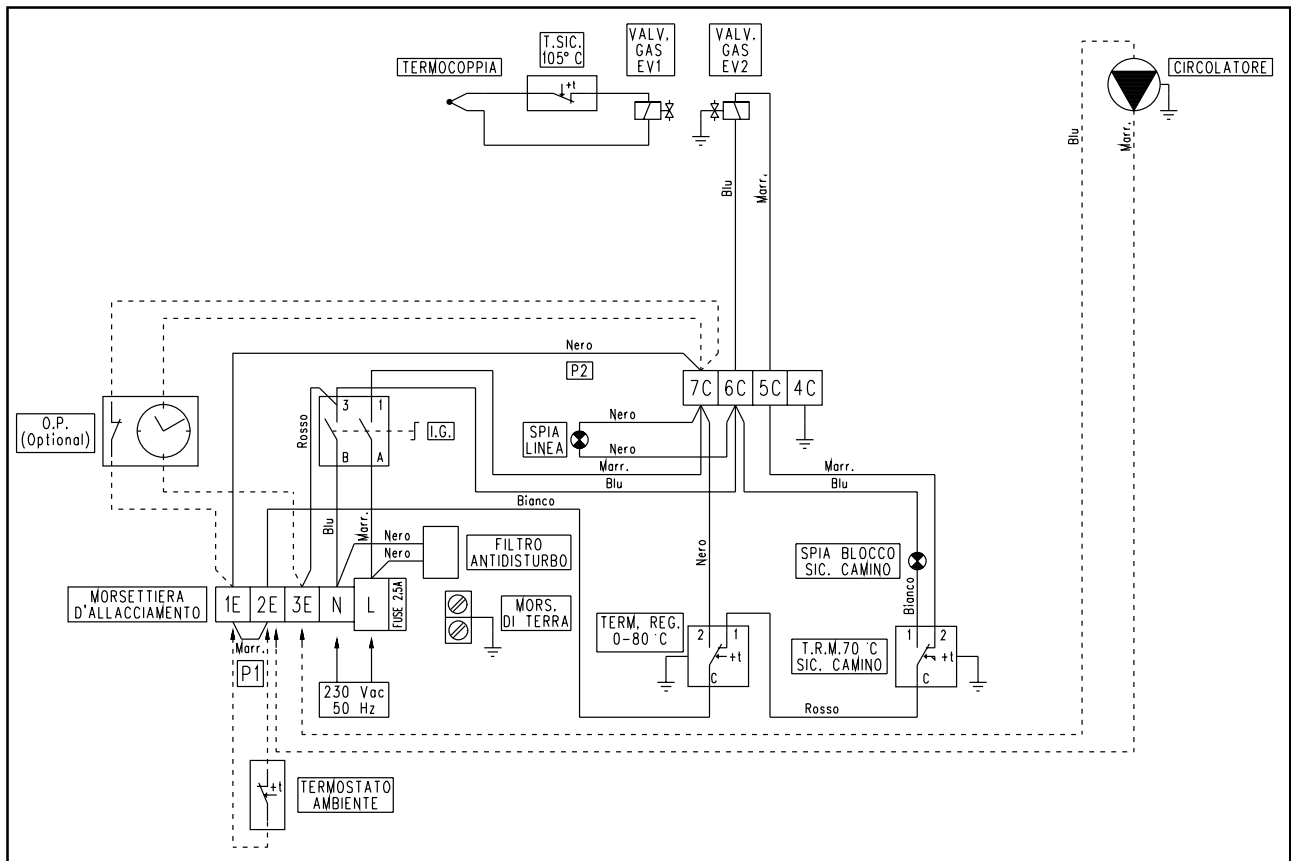 TERMOCOPPIA
T.SIC.
105° C
VALV.
GAS
EV1
VALV.
GAS
EV2
CIRCOLATORE
Blu
Marr.
Blu
Marr.
Nero
P2
7C 6C 5C 4C
O.P.
(Optional)
Rosso
3 1
B A
I.G.
SPIA
LINEA
Nero
Nero
Marr.
Blu
Marr.
Blu
Bianco
Blu
Marr.
Nero
Nero
FILTRO
ANTIDISTURBO
Nero
SPIA BLOCCO
SIC. CAMINO
Bianco
MORSETTIERA
D'ALLACCIAMENTO
1E 2E 3E N L
FUSE 2,5A
MORS.
DI TERRA
TERM. REG.
0-80 °C
2 1
+t
C
T.R.M.70 °C
SIC. CAMINO
1 2
+t
C
Marr.
P1
230 Vac
50 Hz
Rosso
+t
TERMOSTATO
AMBIENTE
+t